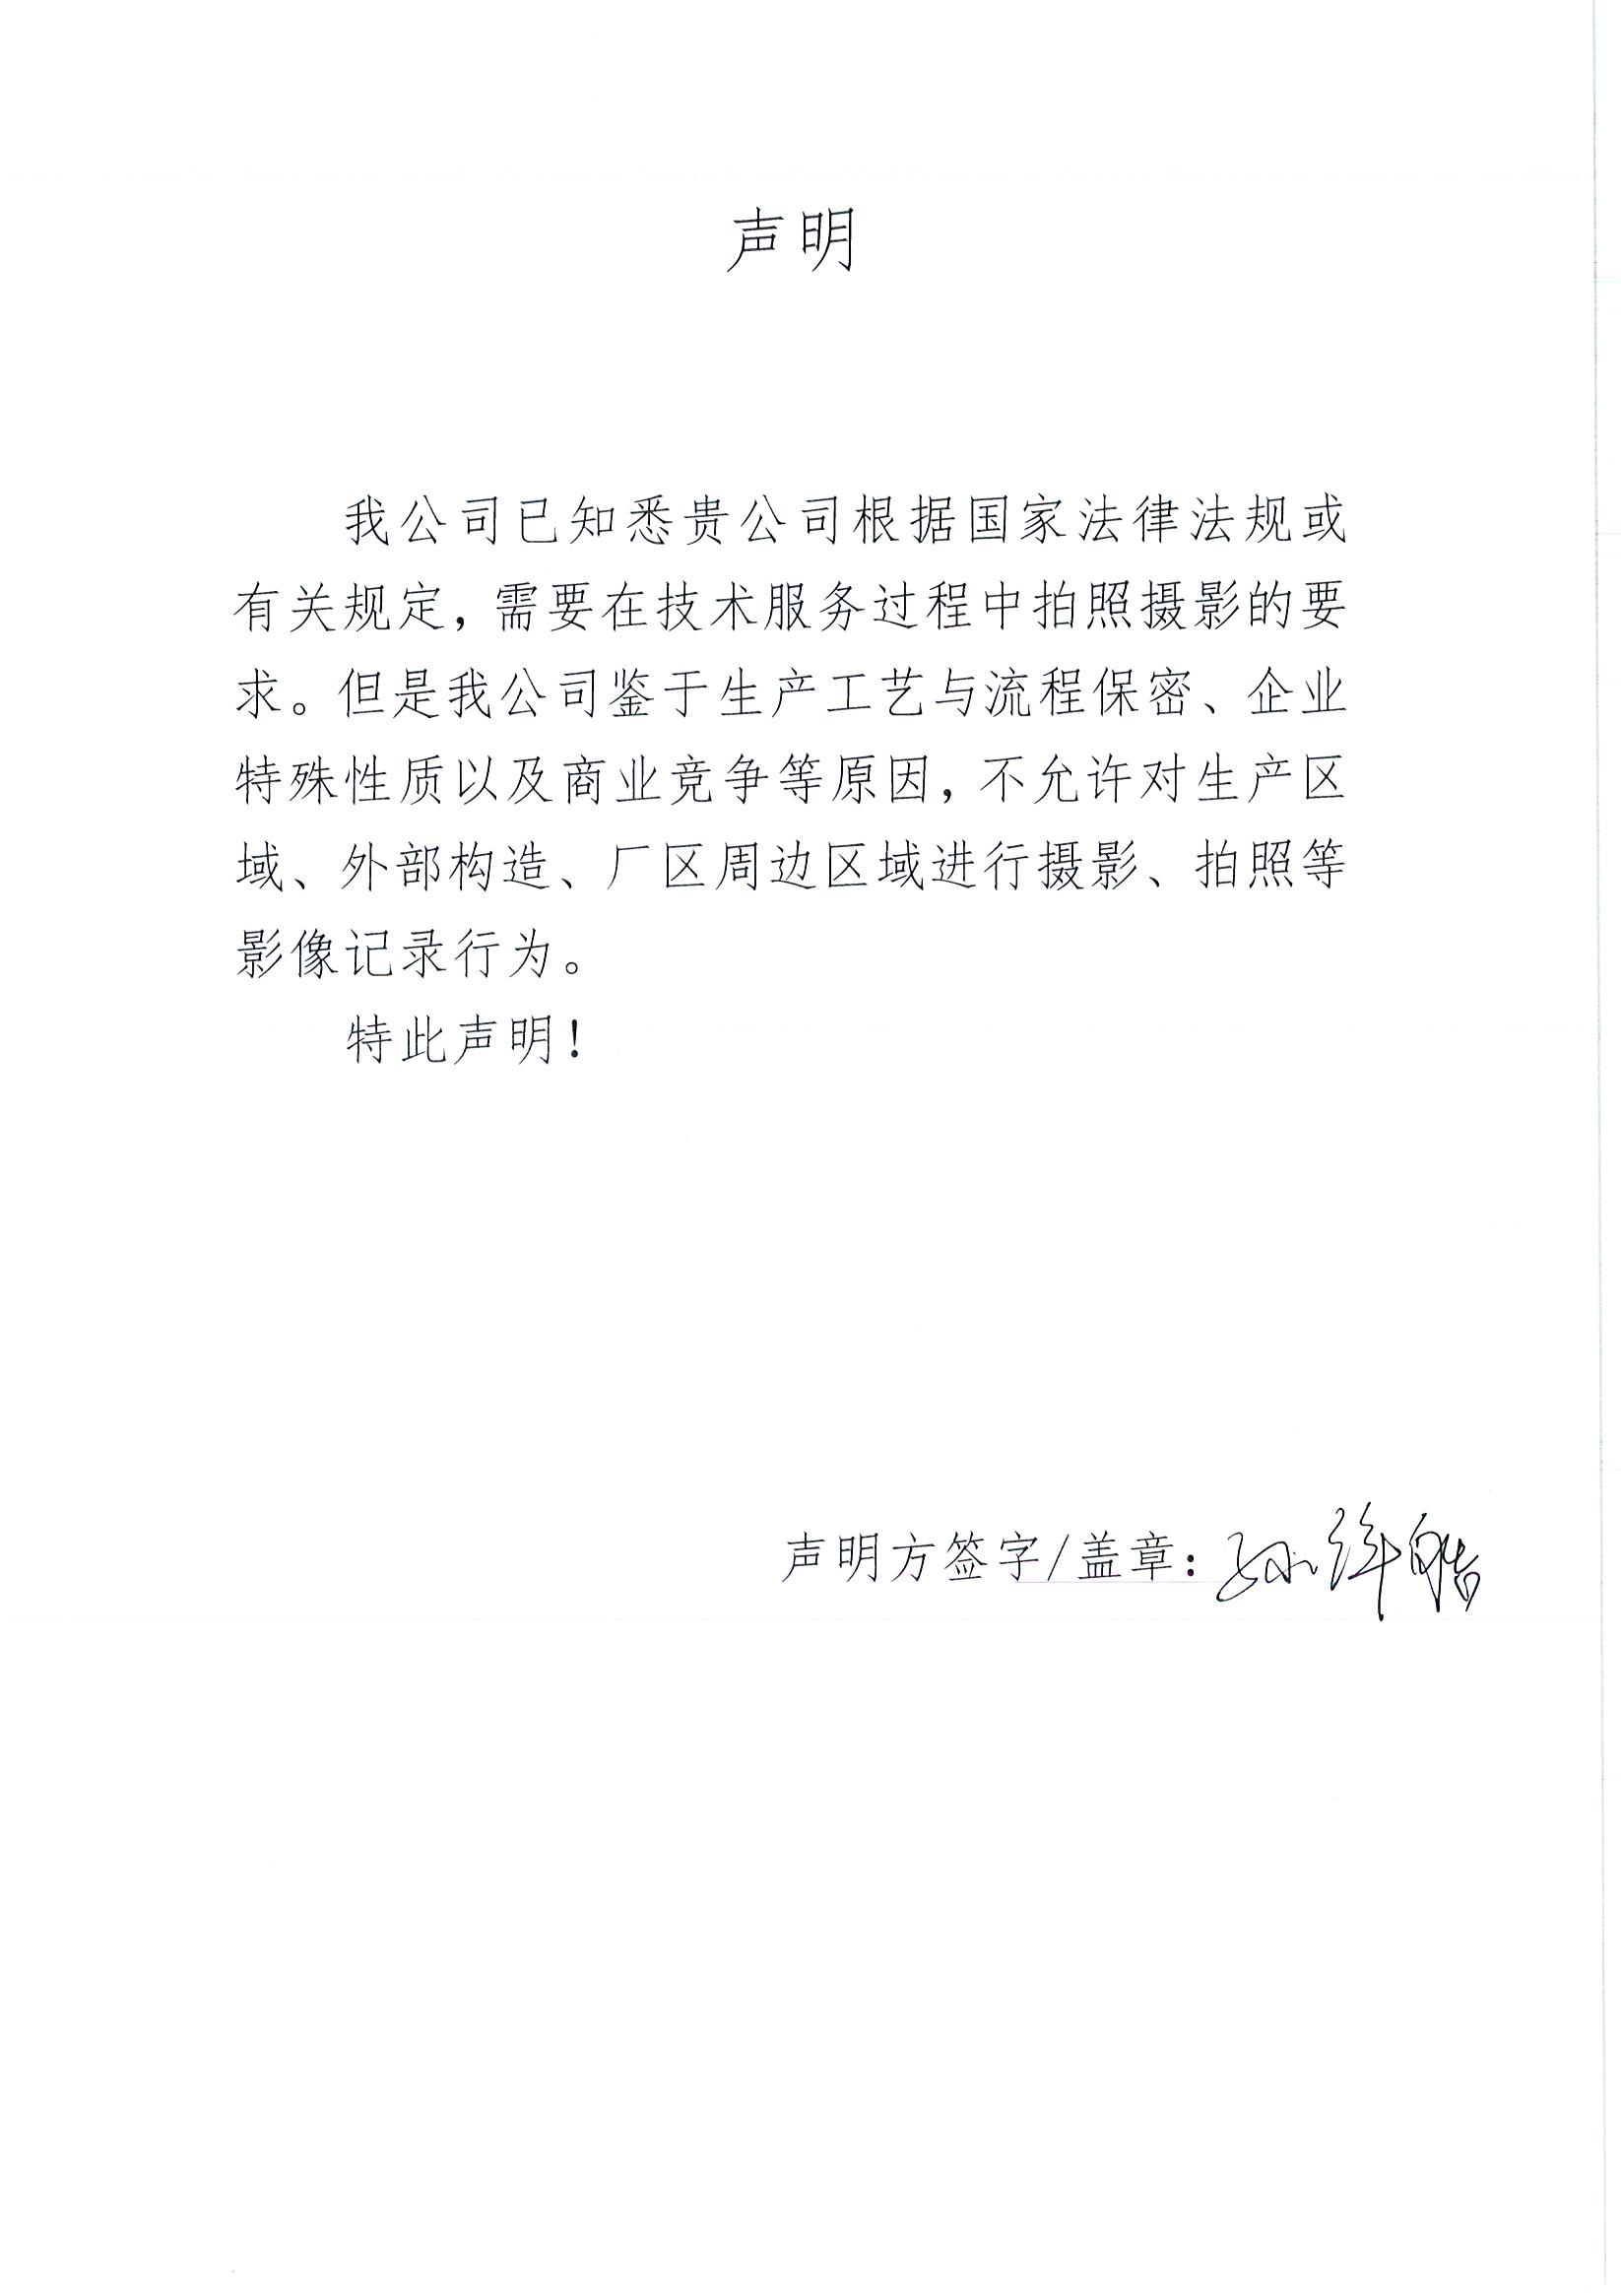 声明
我公司已知悉贵公司根据国家法律法规或
有关规定，需要在技术服务过程中拍照摄影的要
求。但是我公司鉴于生产工艺与流程保密、企业
特殊性质以及商业竞争等原因，不允许对生产区
域、外部构造、厂区周边区域进行摄影、拍照等
影像记录行为。
特此声明！
声明方签字/盖章：孙